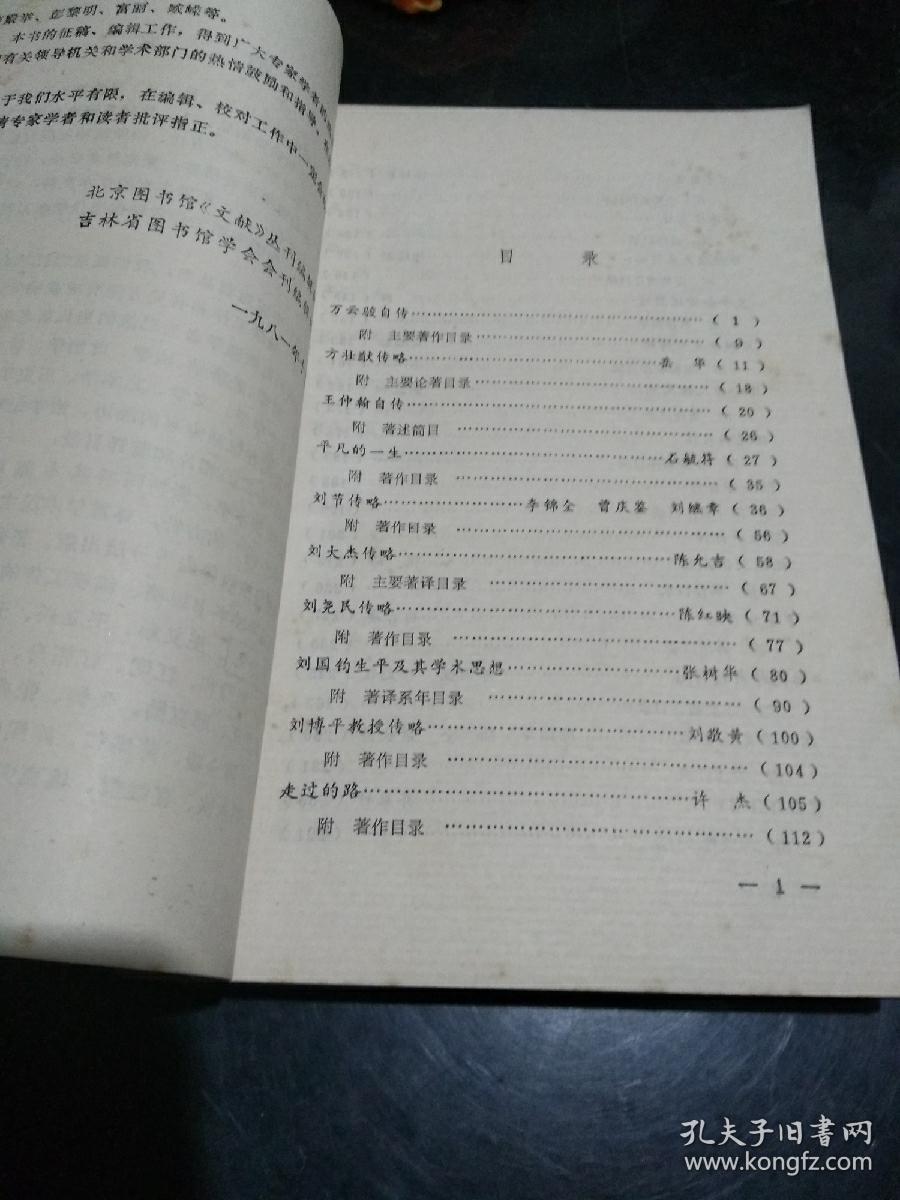 彭黎明、富丽、
本书的征稿、编辑工作，得到广大专家学者
有关领导机关和学术部门的热情鼓励和指导，
于我们水平有限，在编辑、校对工作中一定
请专家学者和读者批评指正。
北京图书馆《文献》丛刊编
吉林省图书馆学会会刊编
一九八一年
目 录
万云骏自传……(1)
附 主要著作目录……(9)
方壮猷传略……岳 华(11)
附 主要论著目录……(18)
王仲翰自传……(20)
附 著述简目……(26)
平凡的一生……石毓符(27)
附 著作目录……(35)
刘节传略……李锦全 曾庆鉴 刘继章(36)
附 著作目录……(56)
刘大杰传略……陈允吉(58)
附 主要著译目录……(67)
刘尧民传略……陈红映(71)
附 著作目录……(77)
刘国钧生平及其学术思想……张树华(80)
附 著译系年目录……(90)
刘博平教授传略……刘敬黄(100)
附 著作目录……(104)
走过的路……许 杰(105)
附 著作目录……(112)
— 1 —
孔夫子旧书网
www.kongfz.com